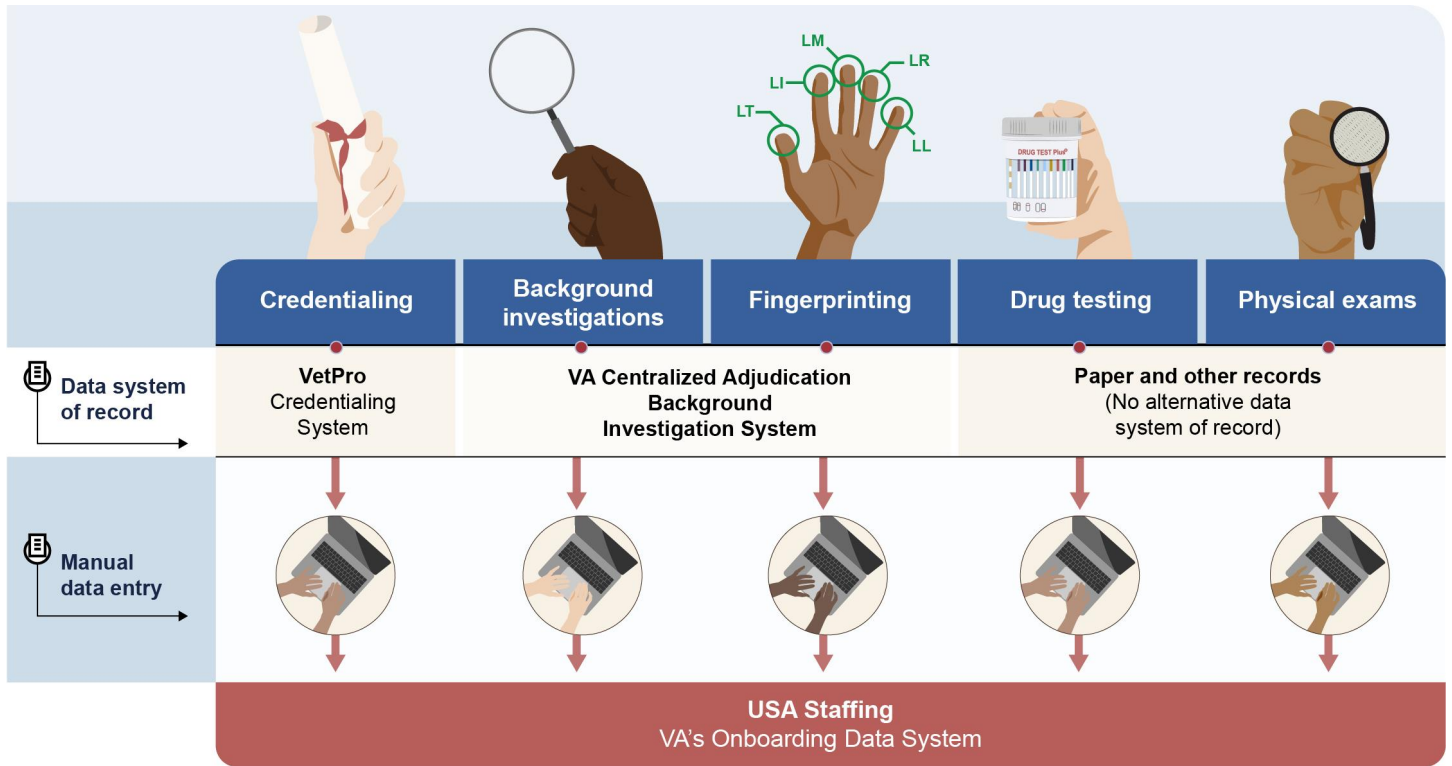 LM
LR
LI
LT
LL
DRUG TEST Plus®
Credentialing
Background
investigations
Fingerprinting
Drug testing
Physical exams
Data system
of record
VetPro
Credentialing
System
VA Centralized Adjudication
Background
Investigation System
Paper and other records
(No alternative data
system of record)
Manual
data entry
USA Staffing
VA's Onboarding Data System